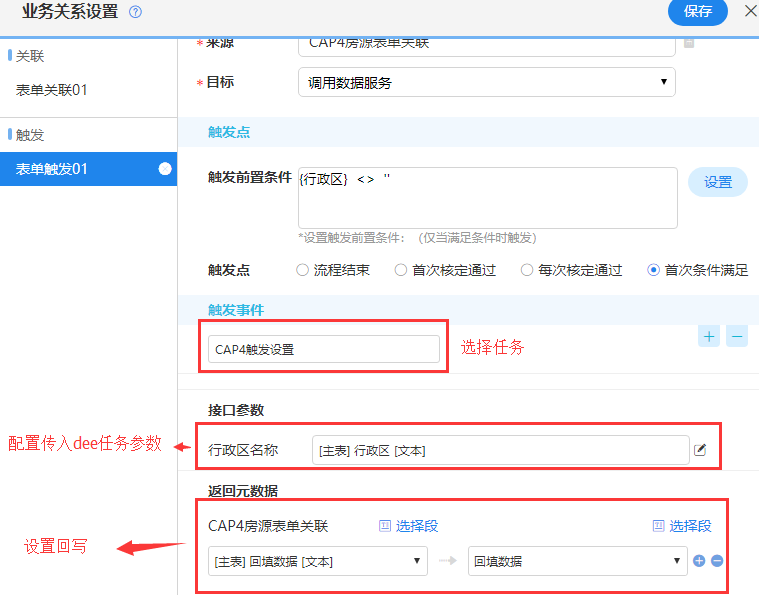 业务关系设置
保存
关联
表单关联01
触发
表单触发01
*来源
CAP4房源表单关联
*目标
调用数据服务
触发点
触发前置条件
{行政区} <> ''
设置
*设置触发前置条件： (仅当满足条件时触发)
触发点
流程结束
首次核定通过
每次核定通过
首次条件满足
触发事件
CAP4触发设置
选择任务
接口参数
配置传入dee任务参数
行政区名称
[主表] 行政区 [文本]
返回元数据
CAP4房源表单关联
选择段
选择段
设置回写
[主表] 回填数据 [文本]
回填数据